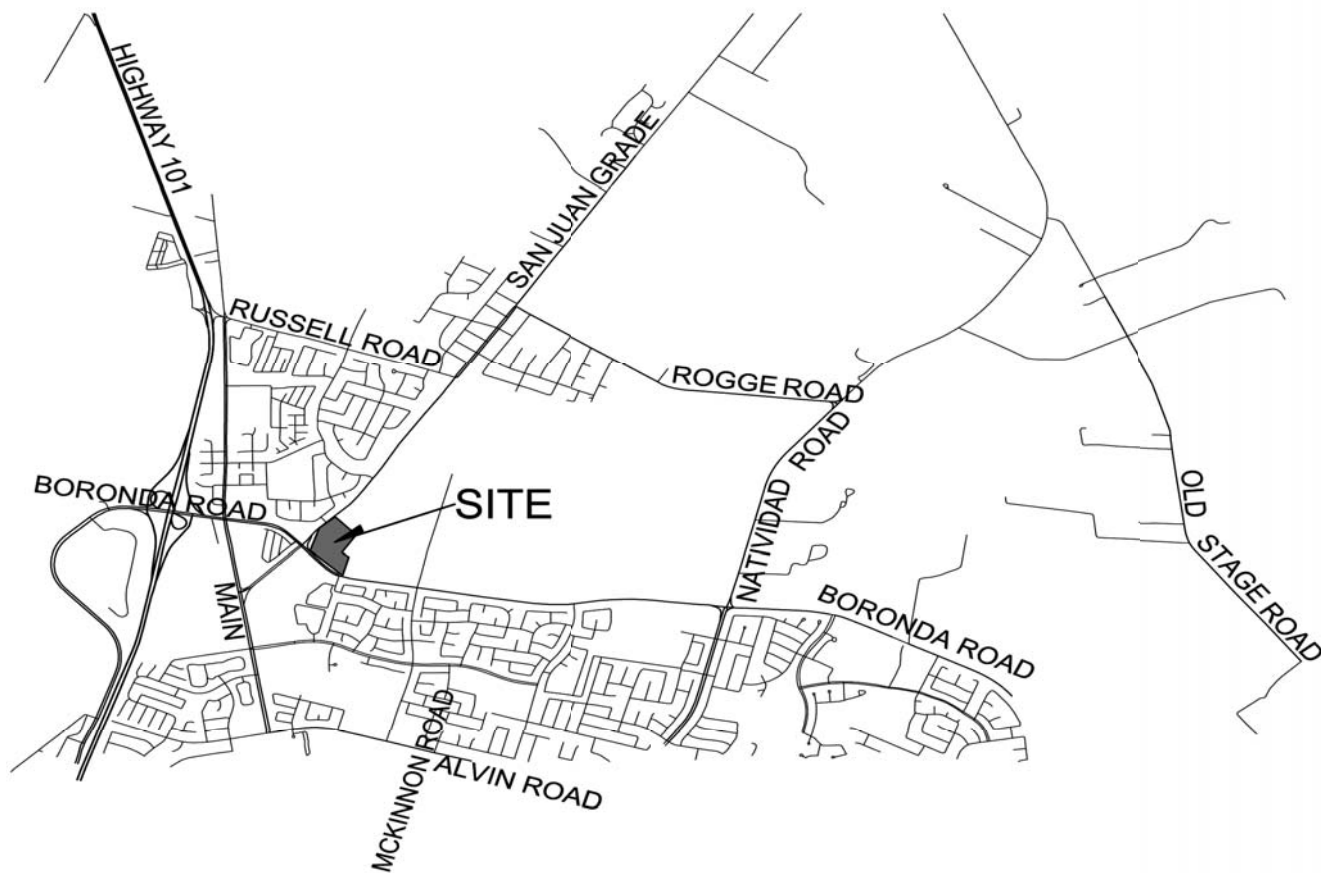 HIGHWAY 101
SAN JUAN GRADE
RUSSELL ROAD
ROGGE ROAD
NATIVIDAD ROAD
BORONDA ROAD
SITE
OLD STAGE ROAD
MAIN
BORONDA ROAD
MCKINNON ROAD
ALVIN ROAD